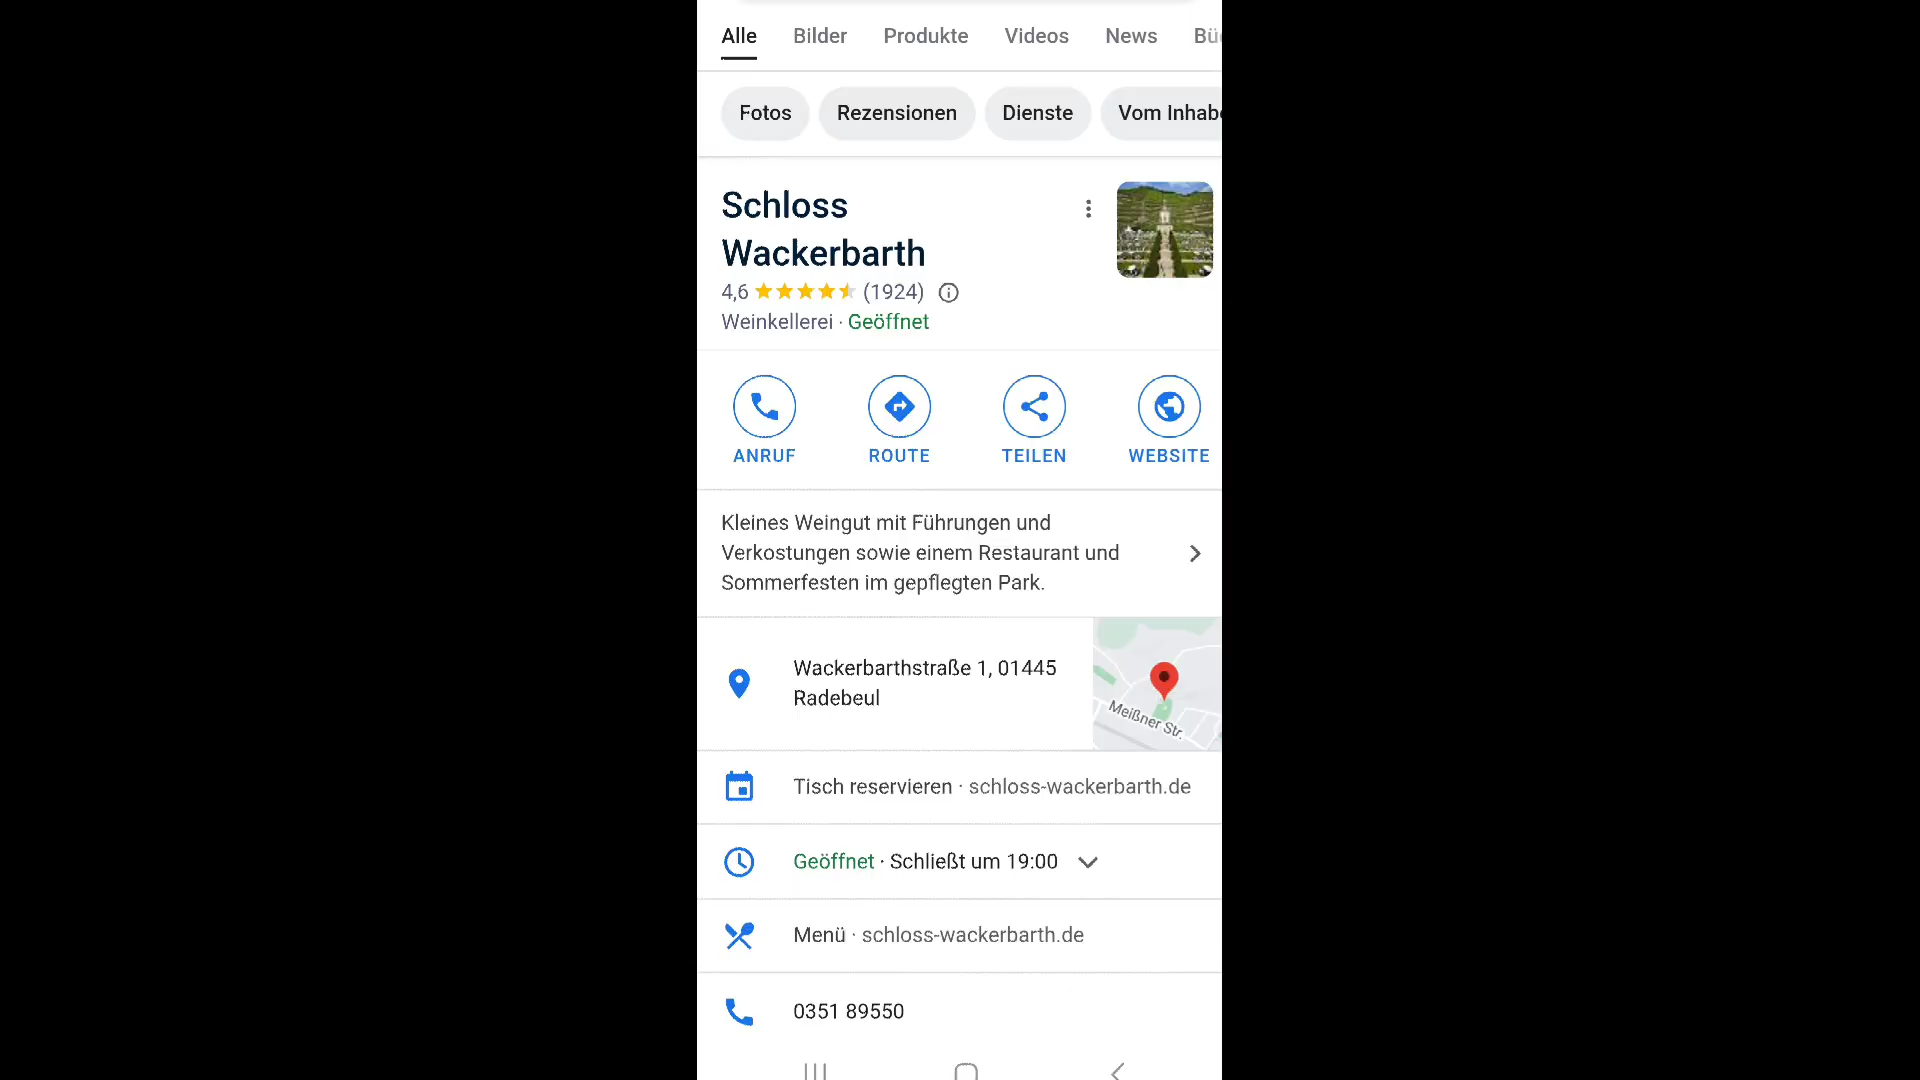 Alle Bilder Produkte Videos News
Fotos Rezensionen Dienste Vom
Schloss
Wackerbarth
4,6 (1924)
Weinkellerei · Geöffnet
ANRUF ROUTE TEILEN WEBSITE
Kleines Weingut mit Führungen und
Verkostungen sowie einem Restaurant und
Sommerfesten im gepflegten Park.
Wackerbarthstraße 1, 01445
Radebeul
Meißner Str.
Tisch reservieren · schloss-wackerbarth.de
Geöffnet · Schließt um 19:00
Menü · schloss-wackerbarth.de
0351 89550